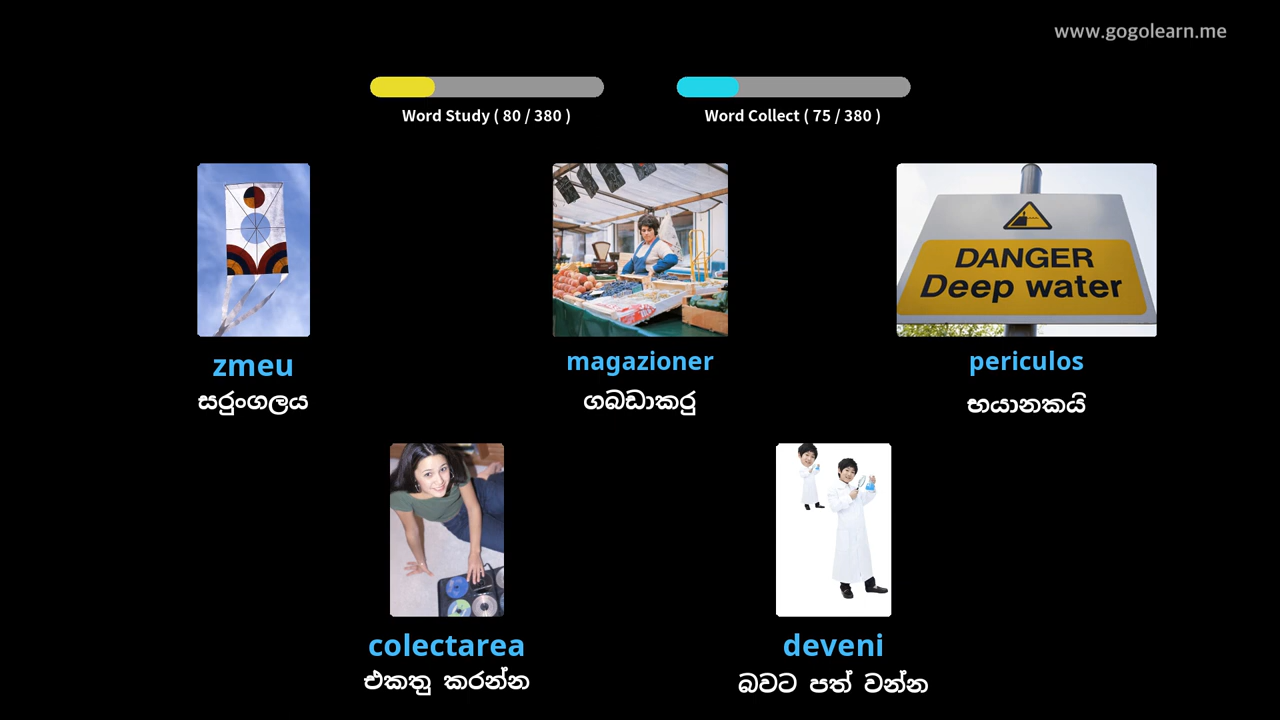 www.gogolearn.me
Word Study ( 80 / 380 )
Word Collect ( 75 / 380 )
DANGER
Deep water
zmeu
සරුංගලය
magazioner
ගබඩාකරු
periculos
භයානකයි
colectarea
එකතු කරන්න
deveni
බවට පත් වන්න